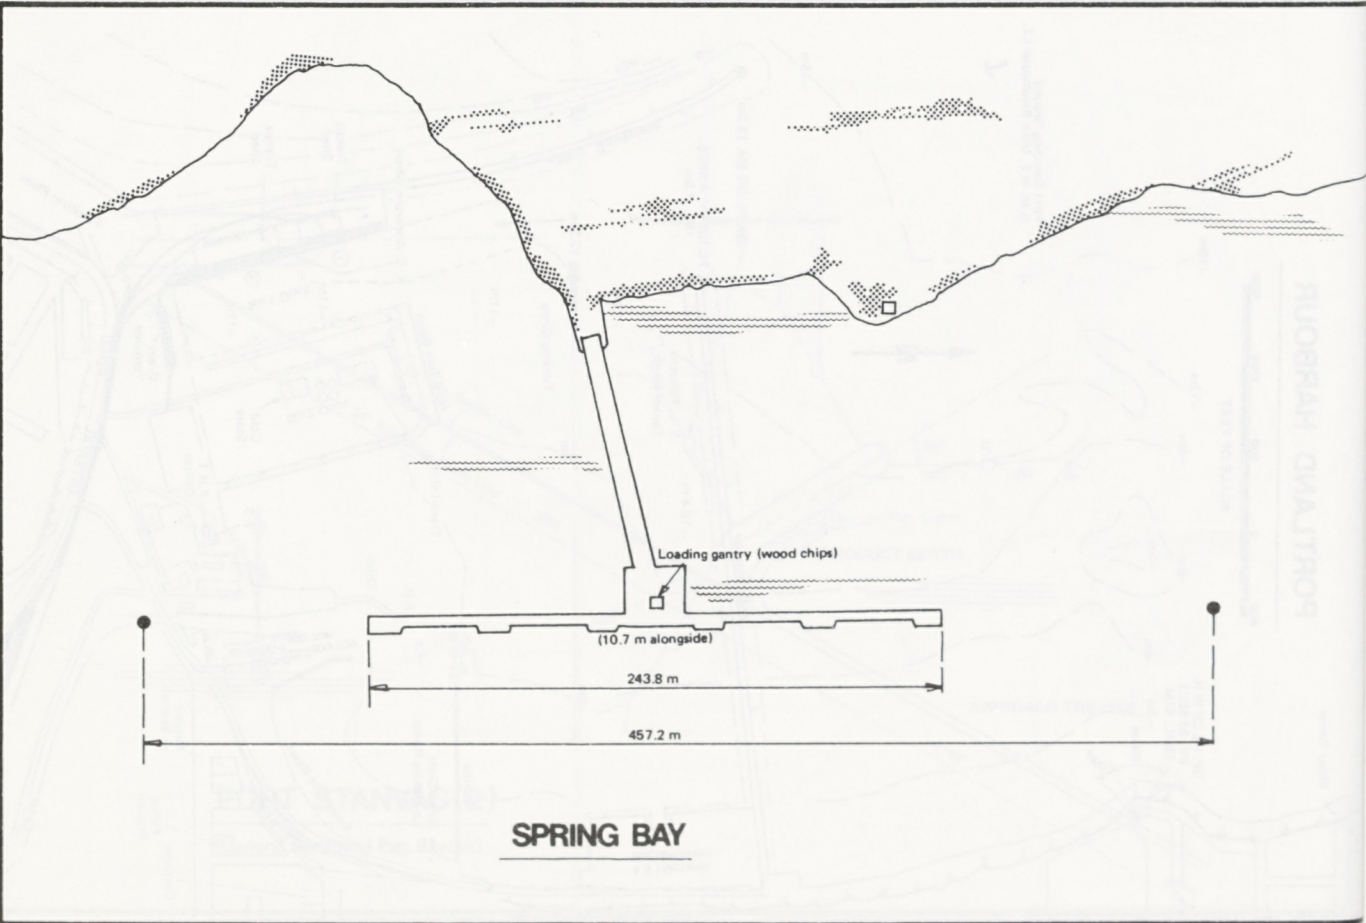 Loading gantry (wood chips)
(10.7 m alongside)
243.8 m
457.2 m
SPRING BAY